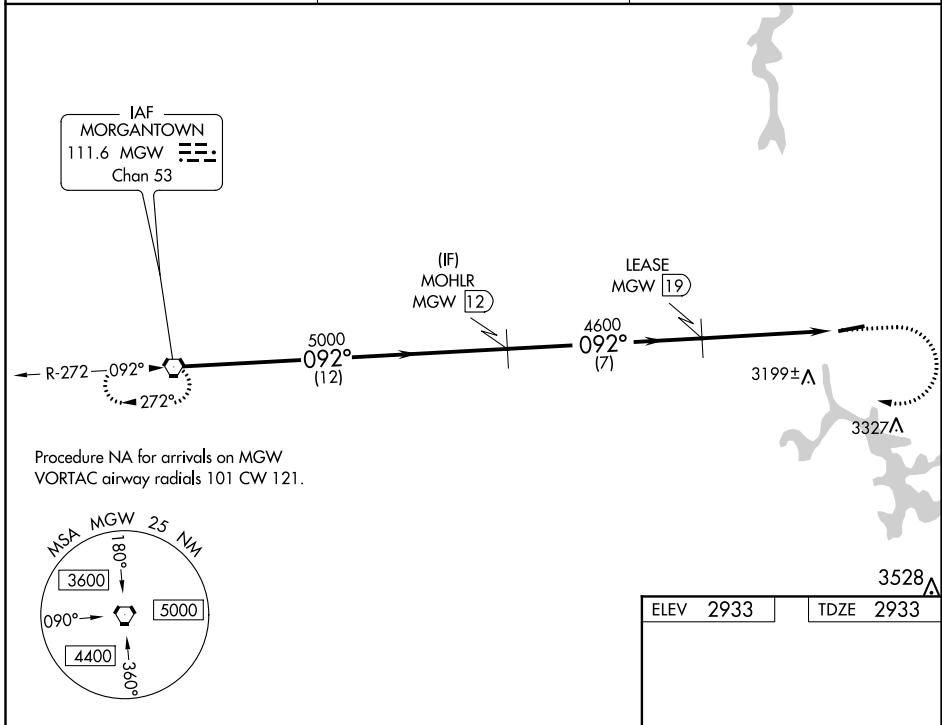 IAF
MORGANTOWN
111.6 MGW
Chan 53
(IF)
MOHLR
MGW 12
LEASE
MGW 19
5000
092°
(12)
4600
092°
(7)
R-272
092°
272°
3199±
3327
Procedure NA for arrivals on MGW
VORTAC airway radials 101 CW 121.
MSA MGW 25 NM
180°
3600
090°
5000
4400
360°
3528
ELEV 2933
TDZE 2933